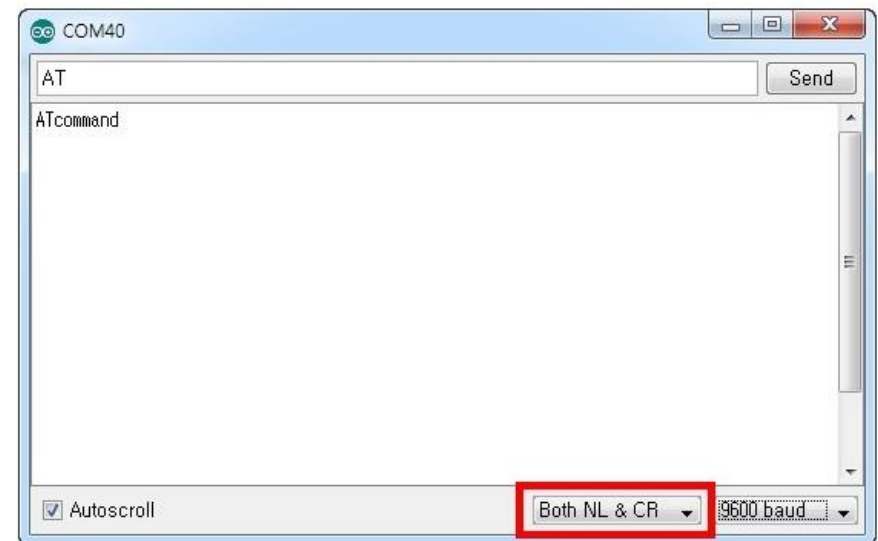 COM40
AT
Send
ATcommand
Autoscroll
Both NL & CR
9600 baud